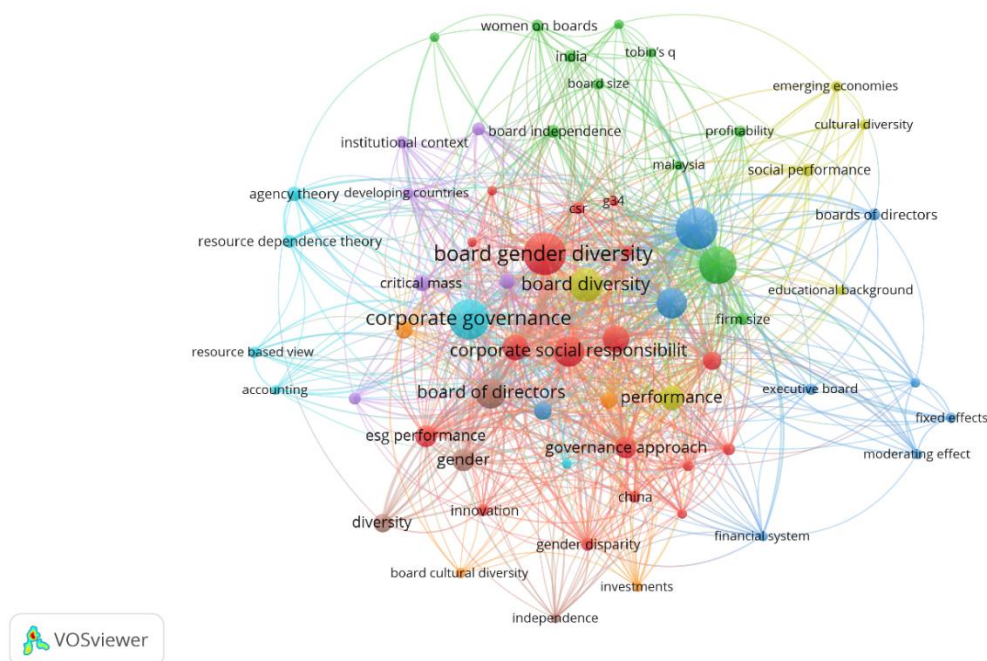 women on boards
india
tobin's q
board size
emerging economies
cultural diversity
board independence
profitability
institutional context
malaysia
social performance
agency theory
developing countries
csr
g34
boards of directors
resource dependence theory
board gender diversity
critical mass
board diversity
educational background
corporate governance
firm size
corporate social responsibilit
resource based view
accounting
board of directors
performance
executive board
fixed effects
esg performance
governance approach
gender
moderating effect
china
diversity
innovation
gender disparity
financial system
board cultural diversity
investments
independence
VOSviewer